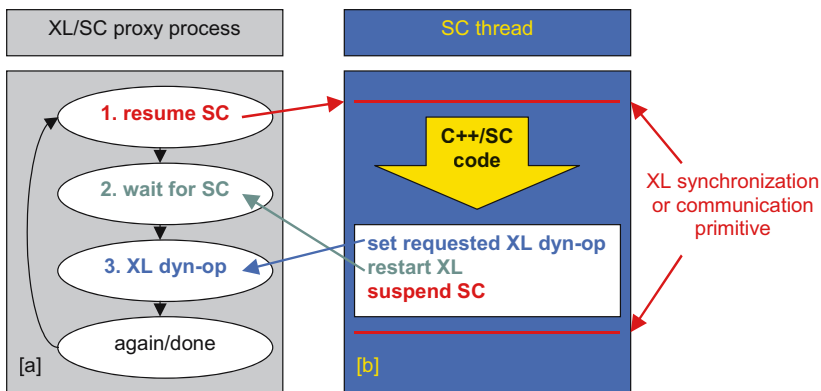 XL/SC proxy process
SC thread
1. resume SC
2. wait for SC
3. XL dyn-op
again/done
[a]
C++/SC
code
set requested XL dyn-op
restart XL
suspend SC
[b]
XL synchronization
or communication
primitive